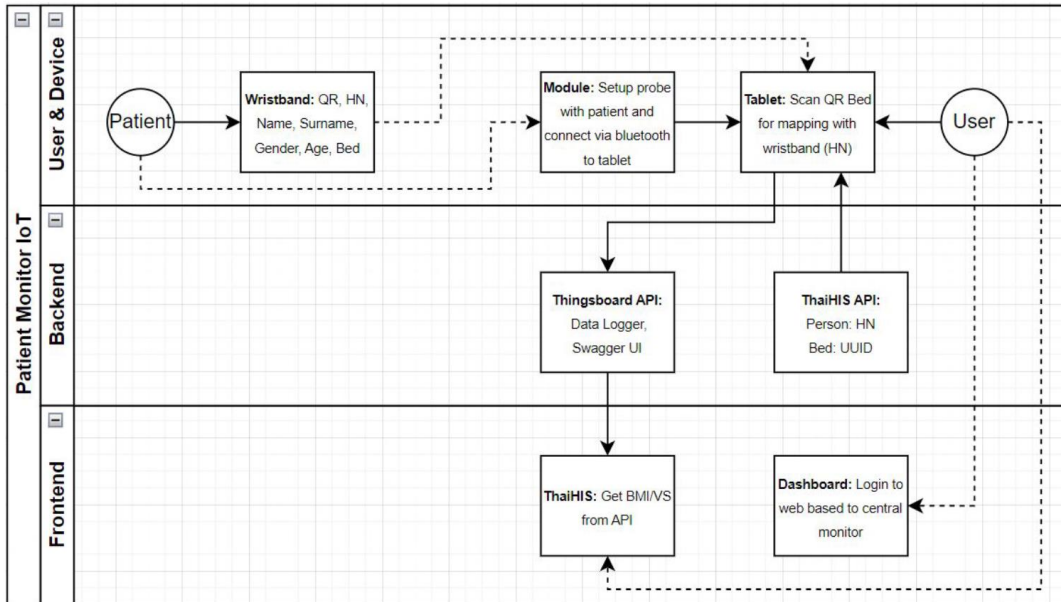 Patient Monitor IoT
User & Device
Patient
Wristband: QR, HN,
Name, Surname,
Gender, Age, Bed
Module: Setup probe
with patient and
connect via bluetooth
to tablet
Tablet: Scan QR Bed
for mapping with
wristband (HN)
User
Backend
Thingsboard API:
Data Logger,
Swagger UI
ThaiHIS API:
Person: HN
Bed: UUID
Frontend
ThaiHIS: Get BMI/VS
from API
Dashboard: Login to
web based to central
monitor